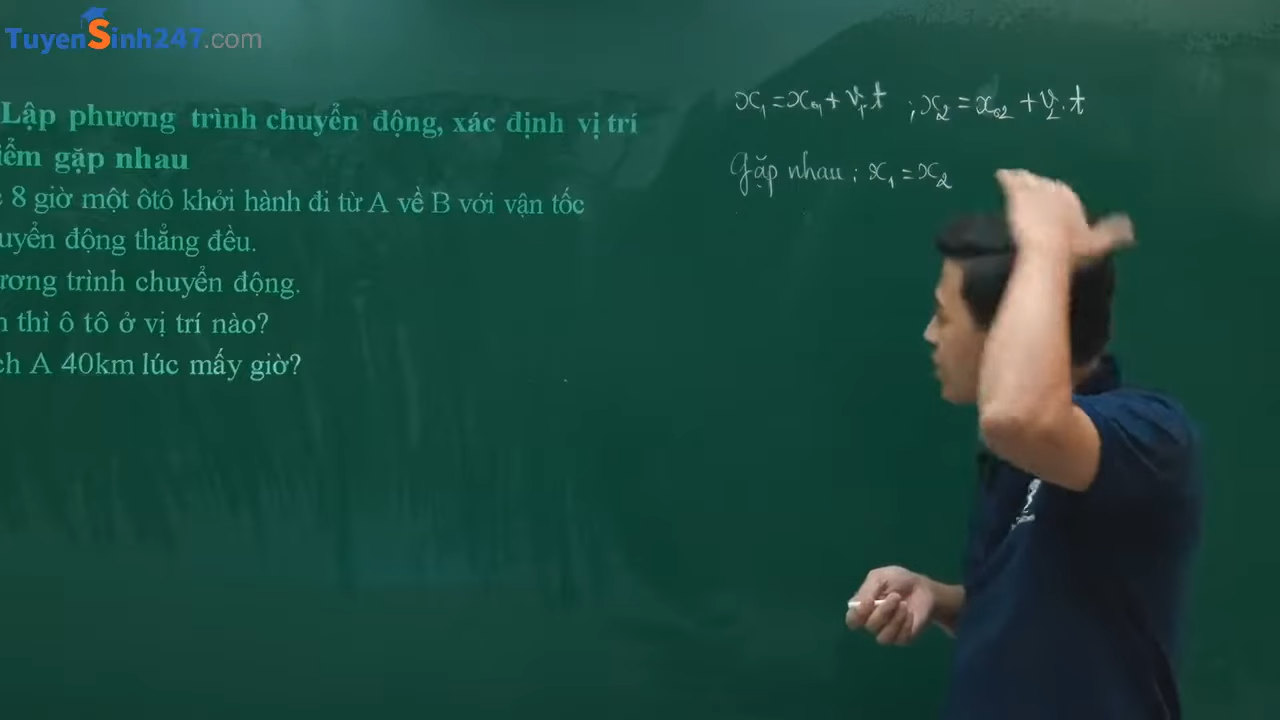 TuyenSinh247.com
Lập phương trình chuyển động, xác định vị trí
iểm gặp nhau
8 giờ một ôtô khởi hành đi từ A về B với vận tốc
uyển động thẳng đều.
ương trình chuyển động.
thì ô tô ở vị trí nào?
ch A 40km lúc mấy giờ?
x₁ = x₀₁ + v₁.t ; x₂ = x₀₂ + v₂.t
Gặp nhau : x₁ = x₂